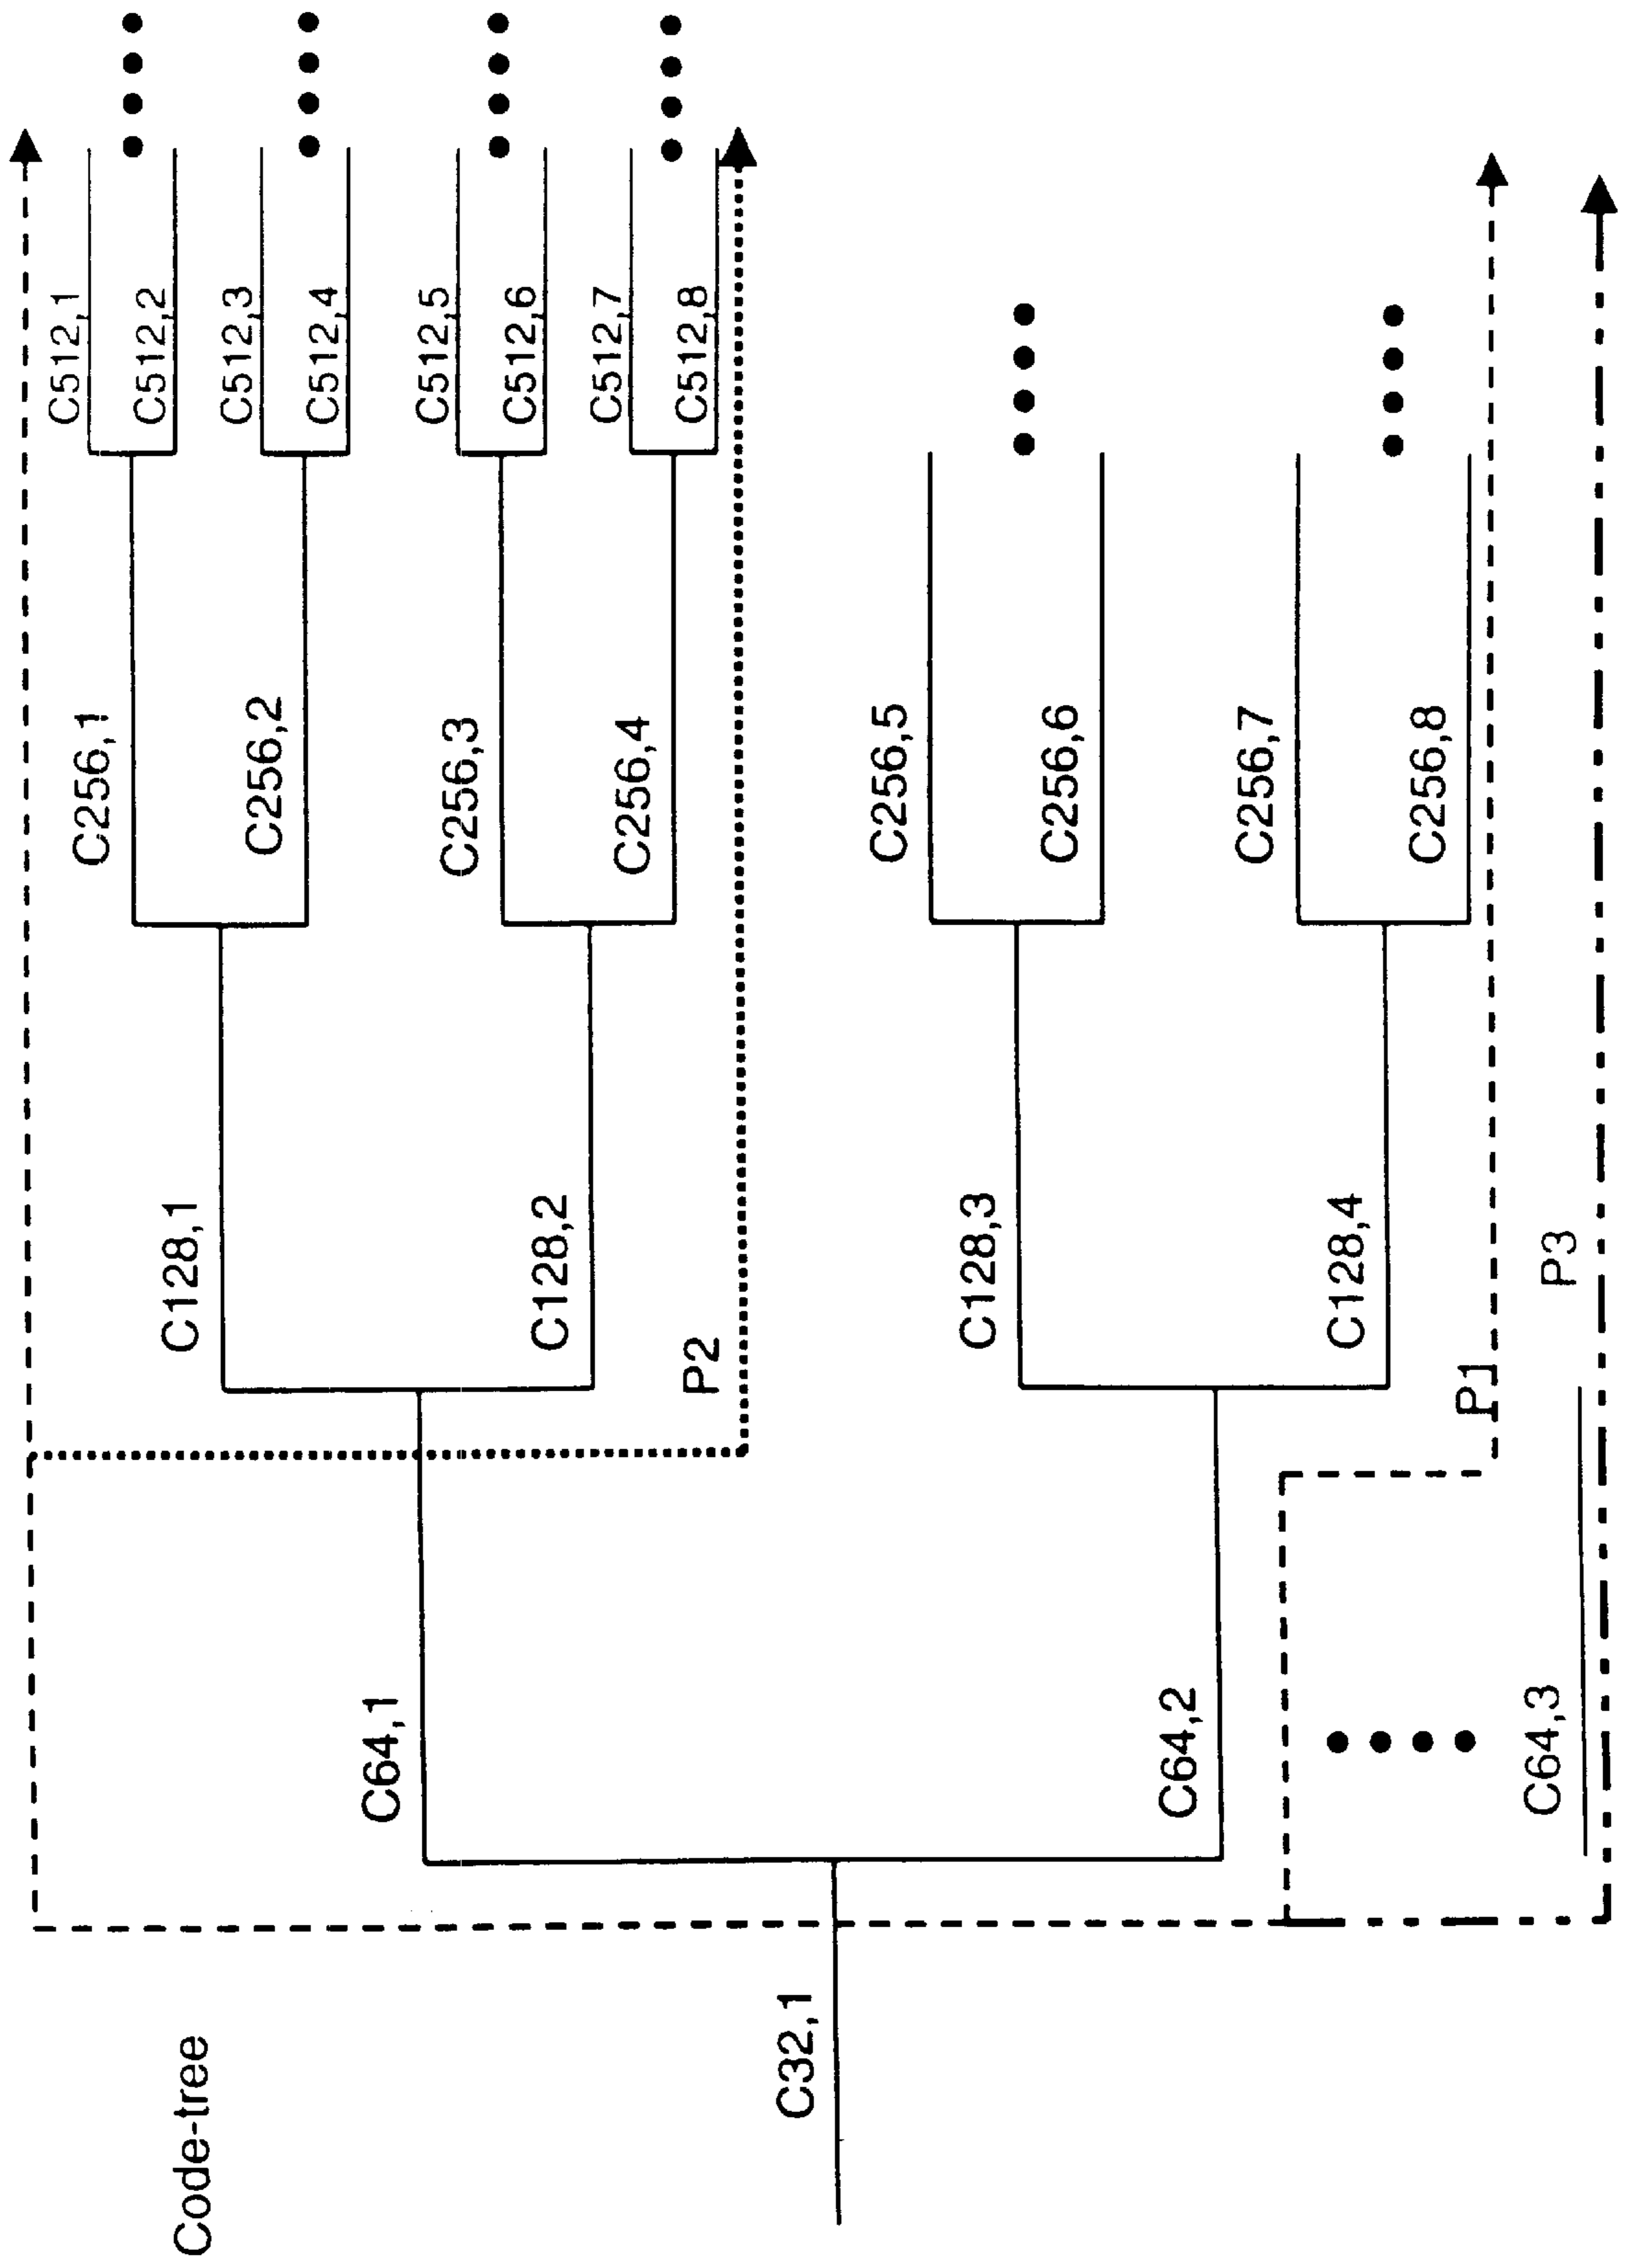 Code-tree
C32,1
C64,1
C64,2
C64,3
C128,1
C128,2
C128,3
C128,4
P2
P1
P3
C256,1
C256,2
C256,3
C256,4
C256,5
C256,6
C256,7
C256,8
C512,1
C512,2
C512,3
C512,4
C512,5
C512,6
C512,7
C512,8